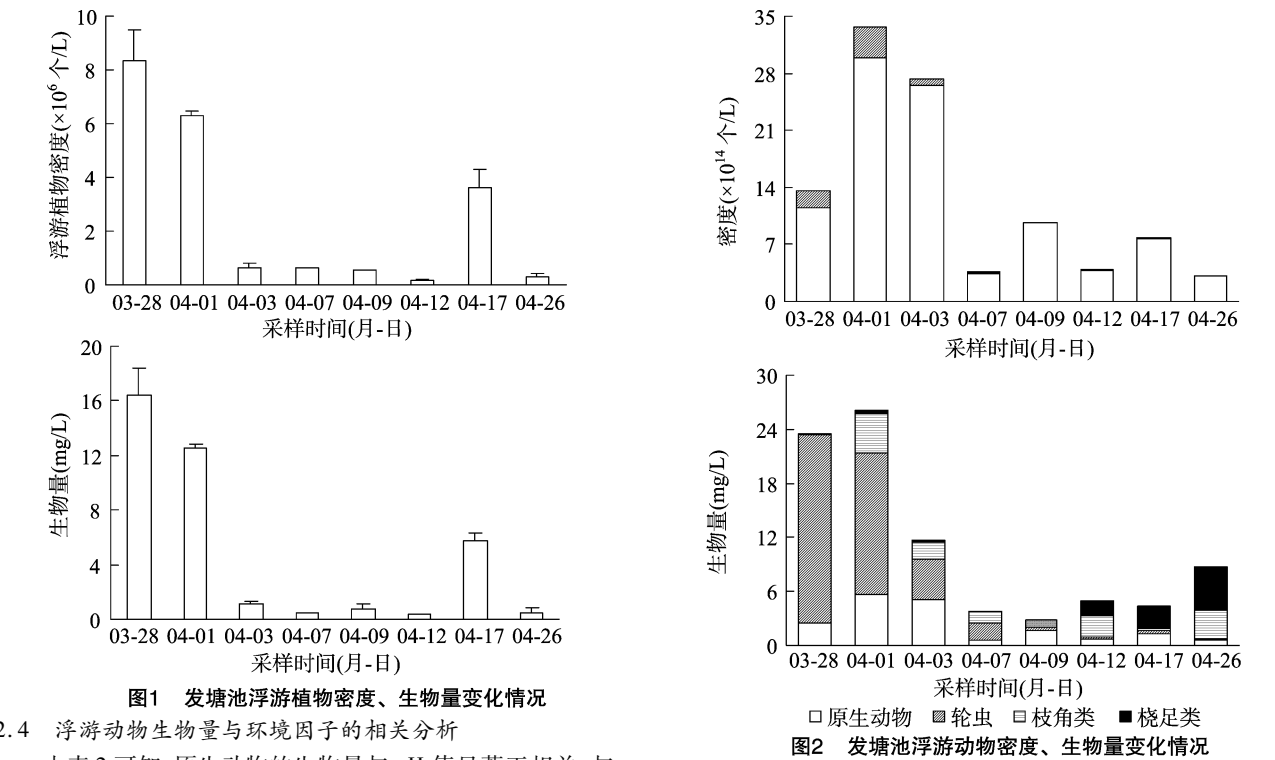 10
8
6
4
2
0
浮游植物密度(×10⁶ 个/L)
03-28 04-01 04-03 04-07 04-09 04-12 04-17 04-26
采样时间(月-日)
20
16
12
8
4
0
生物量(mg/L)
03-28 04-01 04-03 04-07 04-09 04-12 04-17 04-26
采样时间(月-日)
图1 发塘池浮游植物密度、生物量变化情况
2.4 浮游动物生物量与环境因子的相关分析
35
28
21
14
7
0
密度(×10¹⁴ 个/L)
03-28 04-01 04-03 04-07 04-09 04-12 04-17 04-26
采样时间(月-日)
30
24
18
12
6
0
生物量(mg/L)
03-28 04-01 04-03 04-07 04-09 04-12 04-17 04-26
采样时间(月-日)
原生动物 轮虫 枝角类 桡足类
图2 发塘池浮游动物密度、生物量变化情况